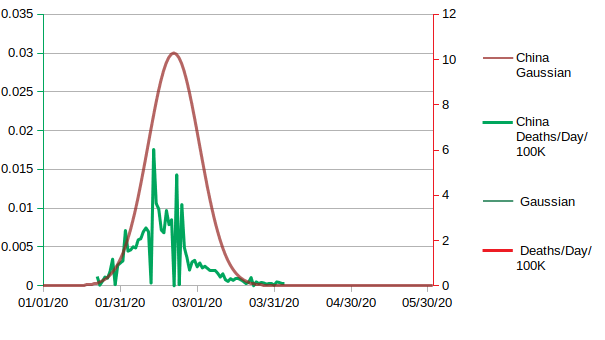 0.035
0.03
0.025
0.02
0.015
0.01
0.005
0
12
10
8
6
4
2
0
01/01/20 01/31/20 03/01/20 03/31/20 04/30/20 05/30/20
China
Gaussian
China
Deaths/Day/
100K
Gaussian
Deaths/Day/
100K